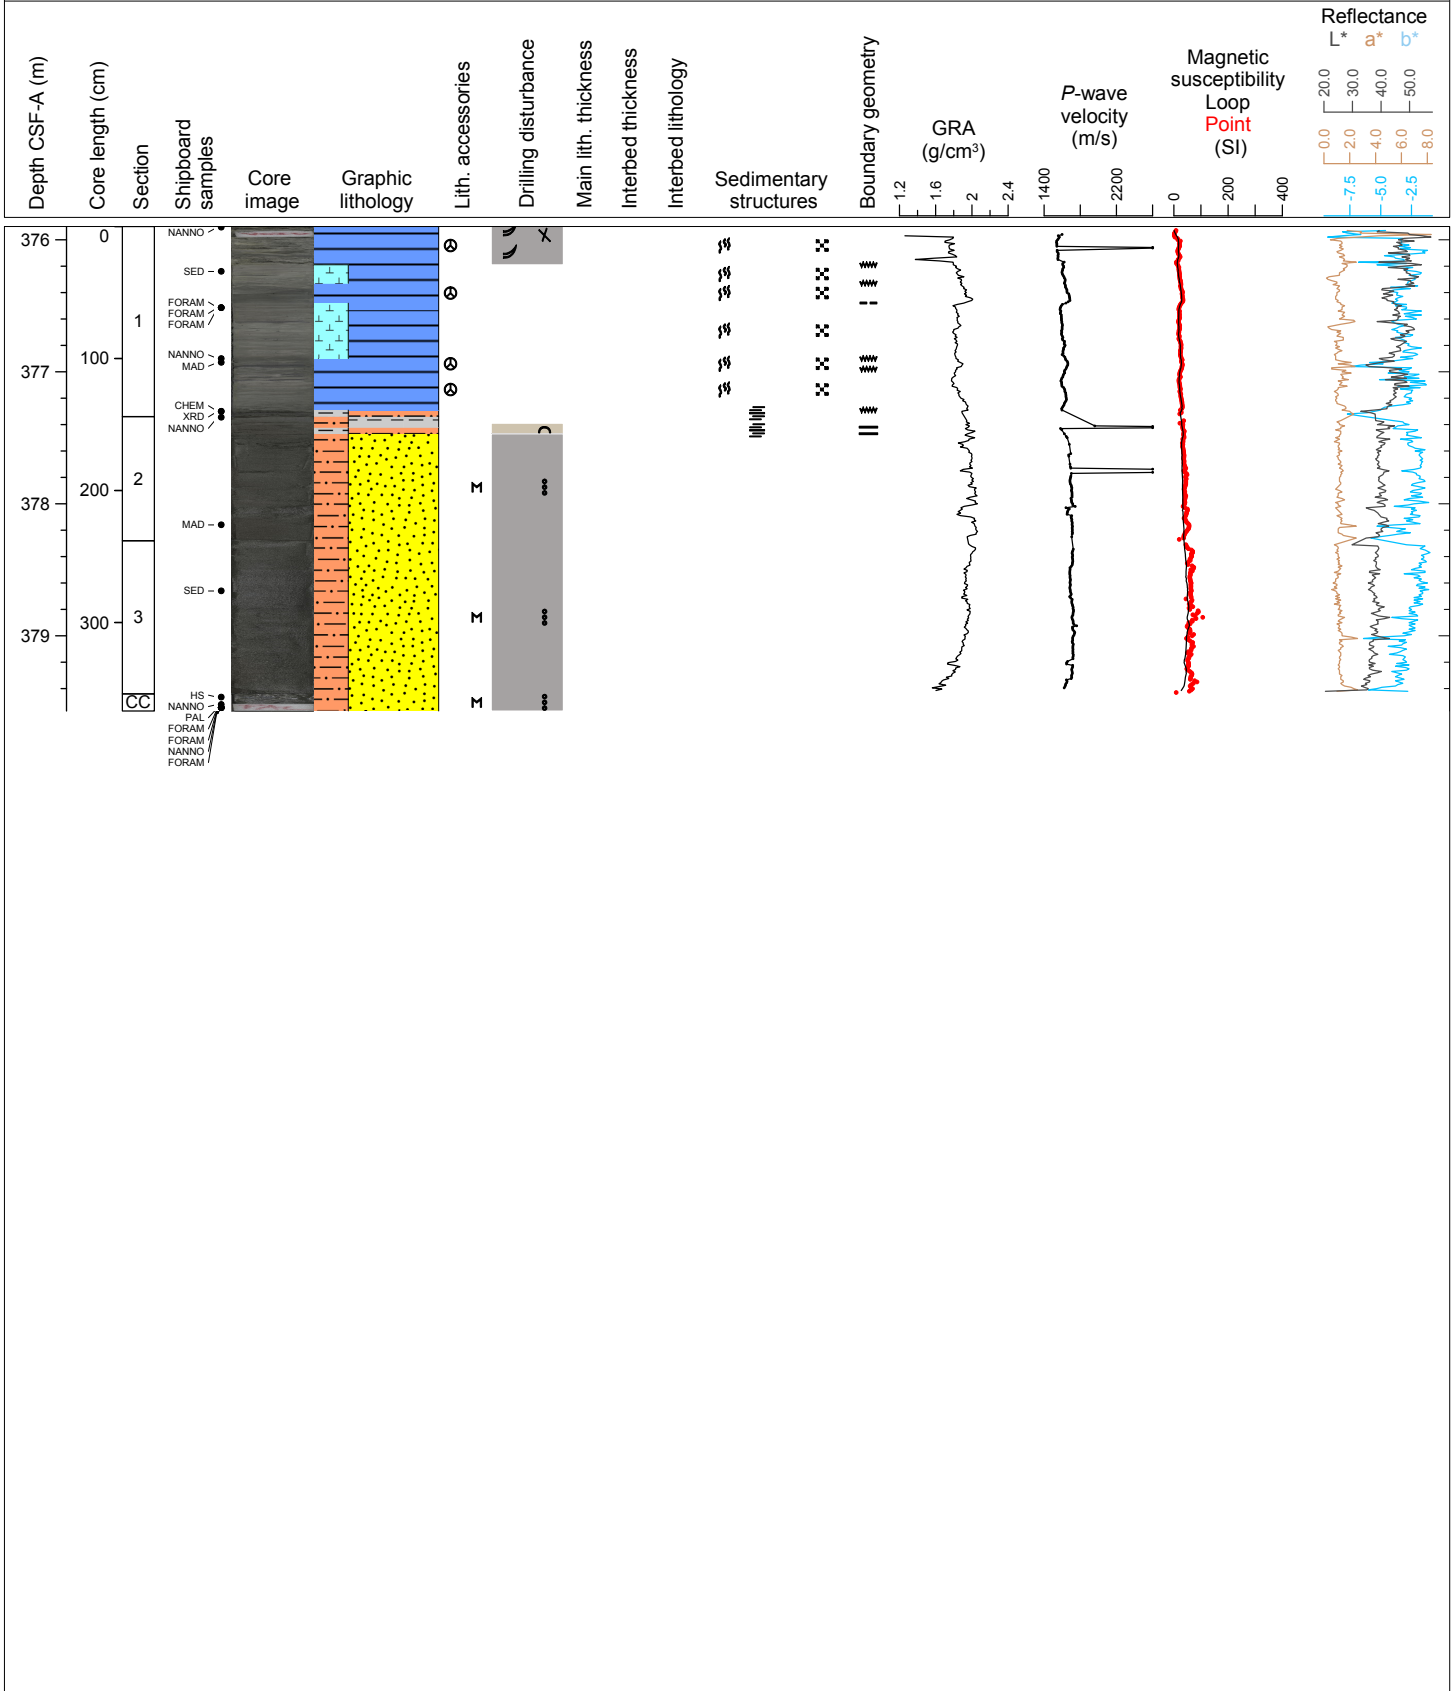 Depth CSF-A (m)
Core length (cm)
Section
Shipboard
samples
Core
image
Graphic
lithology
Lith. accessories
Drilling disturbance
Main lith. thickness
Interbed thickness
Interbed lithology
Sedimentary
structures
Boundary geometry
GRA
(g/cm³)
1.2
1.6
2
2.4
P-wave
velocity
(m/s)
1400
2200
Magnetic
susceptibility
Loop
Point
(SI)
0
200
400
Reflectance
L* a* b*
20.0
30.0
40.0
50.0
0.0
2.0
4.0
6.0
8.0
-7.5
-5.0
-2.5
376
377
378
379
0
100
200
300
1
2
3
CC
NANNO
SED
FORAM
FORAM
FORAM
NANNO
MAD
CHEM
XRD
NANNO
MAD
SED
HS
NANNO
PAL
FORAM
FORAM
NANNO
FORAM
M
M
M